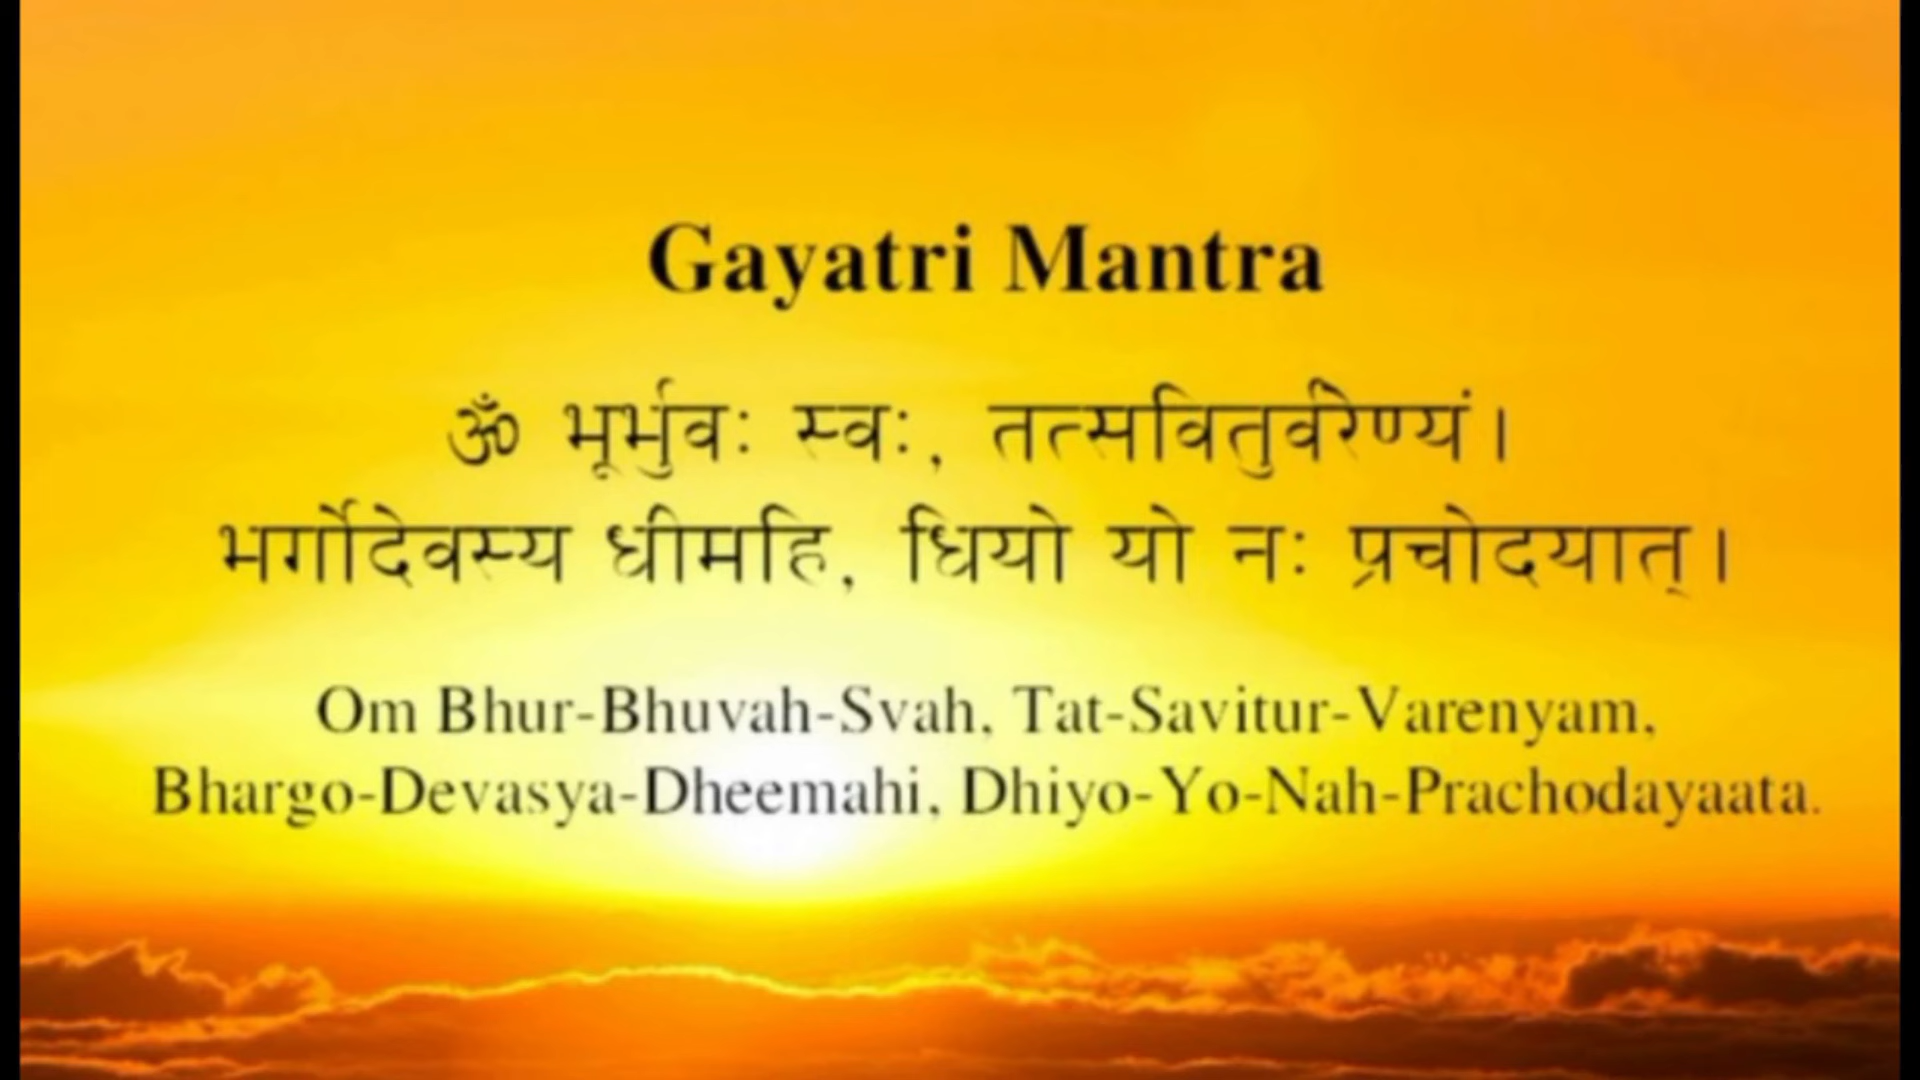 Gayatri Mantra
ॐ भूर्भुवः स्वः, तत्सवितुर्वरेण्यं।
भर्गोदेवस्य धीमहि, धियो यो नः प्रचोदयात्।
Om Bhur-Bhuvah-Svah, Tat-Savitur-Varenyam,
Bhargo-Devasya-Dheemahi, Dhiyo-Yo-Nah-Prachodayaata.